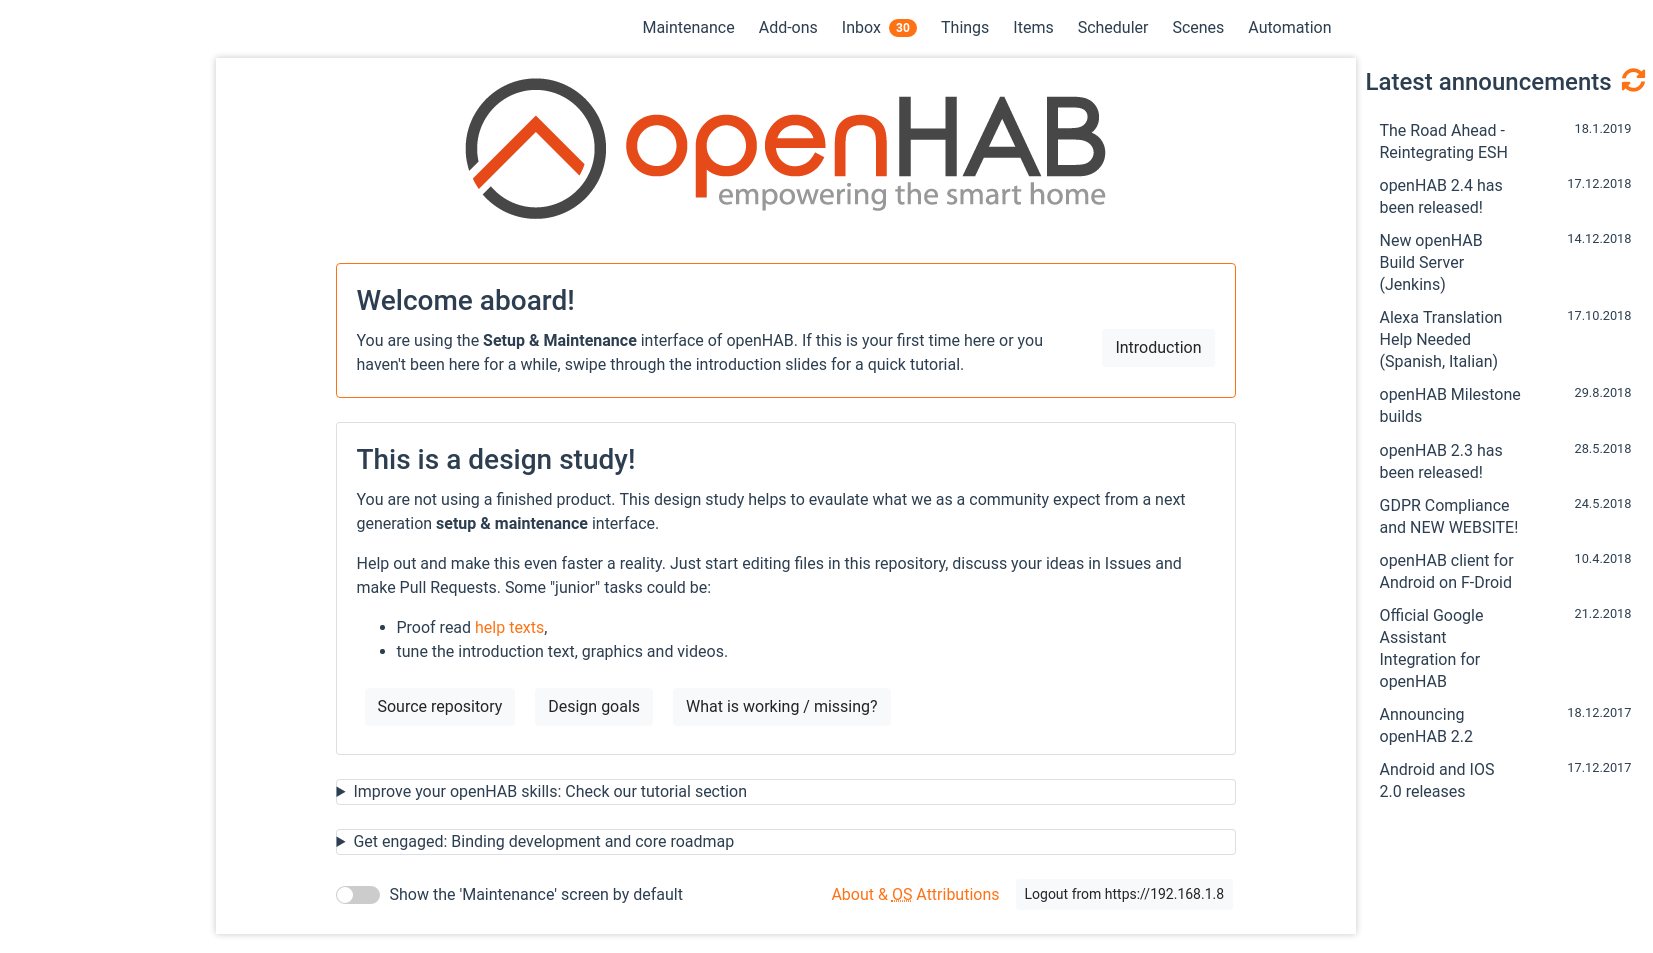 Maintenance Add-ons Inbox 30 Things Items Scheduler Scenes Automation
openHAB
empowering the smart home
Welcome aboard!
You are using the Setup & Maintenance interface of openHAB. If this is your first time here or you
haven't been here for a while, swipe through the introduction slides for a quick tutorial.
Introduction
This is a design study!
You are not using a finished product. This design study helps to evaulate what we as a community expect from a next
generation setup & maintenance interface.
Help out and make this even faster a reality. Just start editing files in this repository, discuss your ideas in Issues and
make Pull Requests. Some "junior" tasks could be:
• Proof read help texts,
• tune the introduction text, graphics and videos.
Source repository Design goals What is working / missing?
Improve your openHAB skills: Check our tutorial section
Get engaged: Binding development and core roadmap
Show the 'Maintenance' screen by default
About & OS Attributions
Logout from https://192.168.1.8
Latest announcements
The Road Ahead - 18.1.2019
Reintegrating ESH
openHAB 2.4 has 17.12.2018
been released!
New openHAB 14.12.2018
Build Server
(Jenkins)
Alexa Translation 17.10.2018
Help Needed
(Spanish, Italian)
openHAB Milestone 29.8.2018
builds
openHAB 2.3 has 28.5.2018
been released!
GDPR Compliance 24.5.2018
and NEW WEBSITE!
openHAB client for 10.4.2018
Android on F-Droid
Official Google 21.2.2018
Assistant
Integration for
openHAB
Announcing 18.12.2017
openHAB 2.2
Android and IOS 17.12.2017
2.0 releases